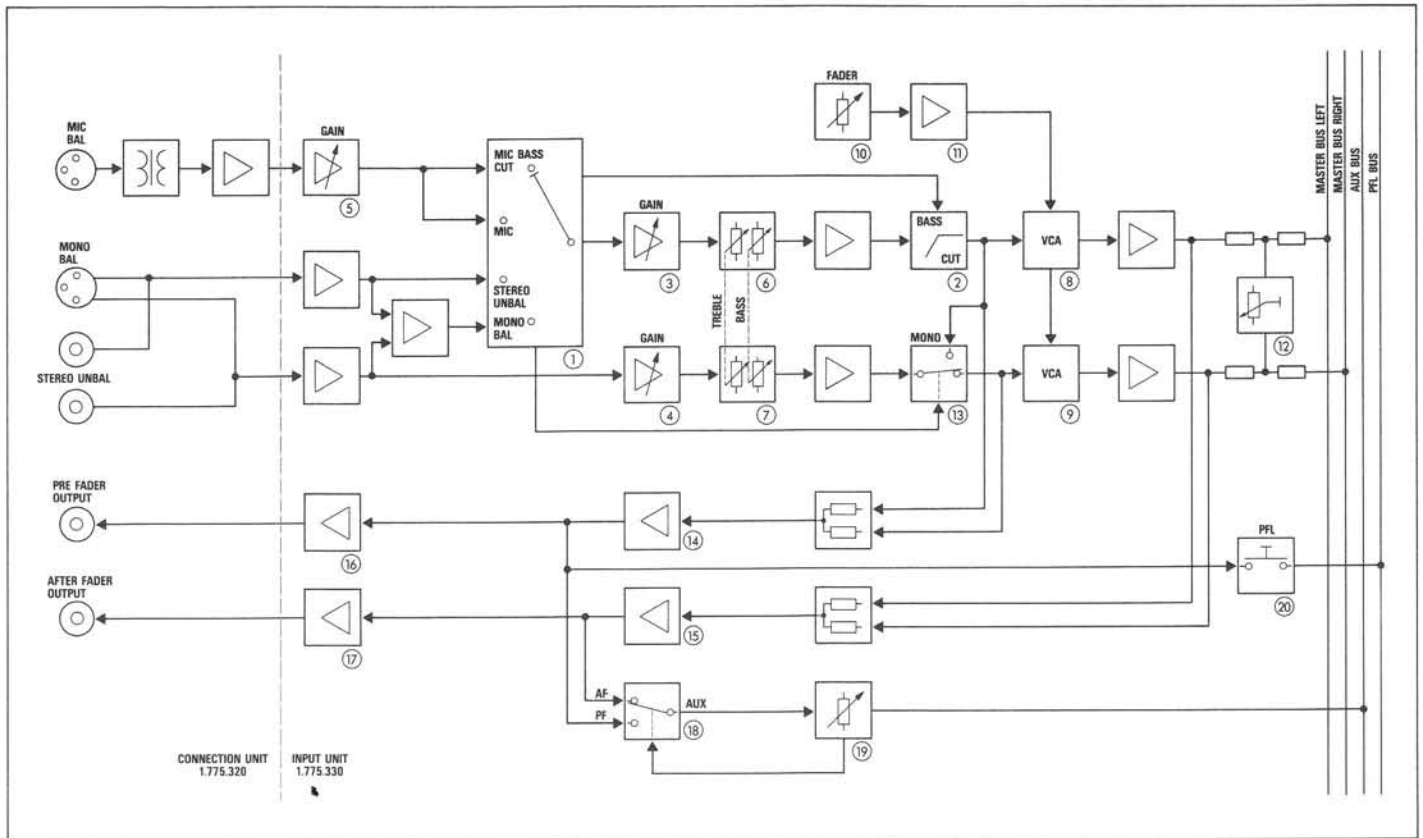 FADER
MIC
BAL
GAIN
MIC BASS
CUT
MIC
STEREO
UNBAL
MONO
BAL
MONO
BAL
STEREO UNBAL
GAIN
GAIN
TREBLE
BASS
BASS
CUT
MONO
VCA
VCA
MASTER BUS LEFT
MASTER BUS RIGHT
AUX BUS
PFL BUS
10
11
5
3
6
2
8
12
1
4
7
13
9
PRE FADER
OUTPUT
16
14
PFL
20
AFTER FADER
OUTPUT
17
15
AF
PF
AUX
18
19
CONNECTION UNIT
1.775.320
INPUT UNIT
1.775.330